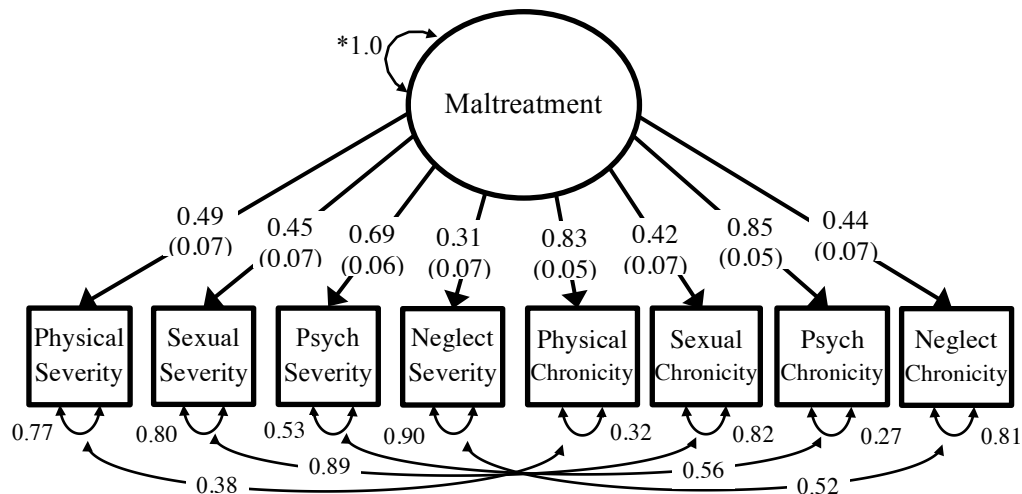 *1.0
Maltreatment
0.49
(0.07)
0.45
(0.07)
0.69
(0.06)
0.31
(0.07)
0.83
(0.05)
0.42
(0.07)
0.85
(0.05)
0.44
(0.07)
Physical
Severity
Sexual
Severity
Psych
Severity
Neglect
Severity
Physical
Chronicity
Sexual
Chronicity
Psych
Chronicity
Neglect
Chronicity
0.77
0.80
0.53
0.90
0.32
0.82
0.27
0.81
0.38
0.89
0.56
0.52